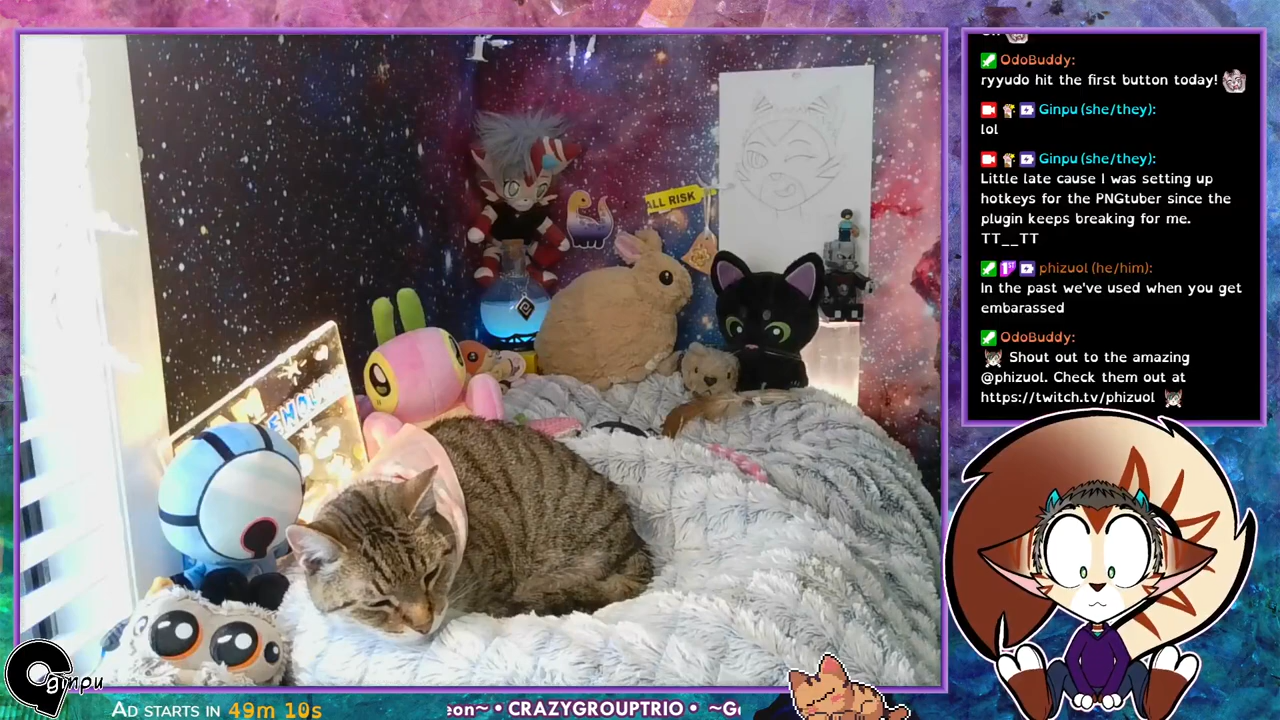 OdoBuddy:
ryyudo hit the first button today!
Ginpu (she/they):
lol
Ginpu (she/they):
Little late cause I was setting up
hotkeys for the PNGtuber since the
plugin keeps breaking for me.
TT__TT
1ST phizuol (he/him):
In the past we've used when you get
embarassed
OdoBuddy:
Shout out to the amazing
@phizuol. Check them out at
https://twitch.tv/phizuol
ALL RISK
ginpu
AD STARTS IN 49m 10s
eon~ • CRAZYGROUPTRIO • ~G